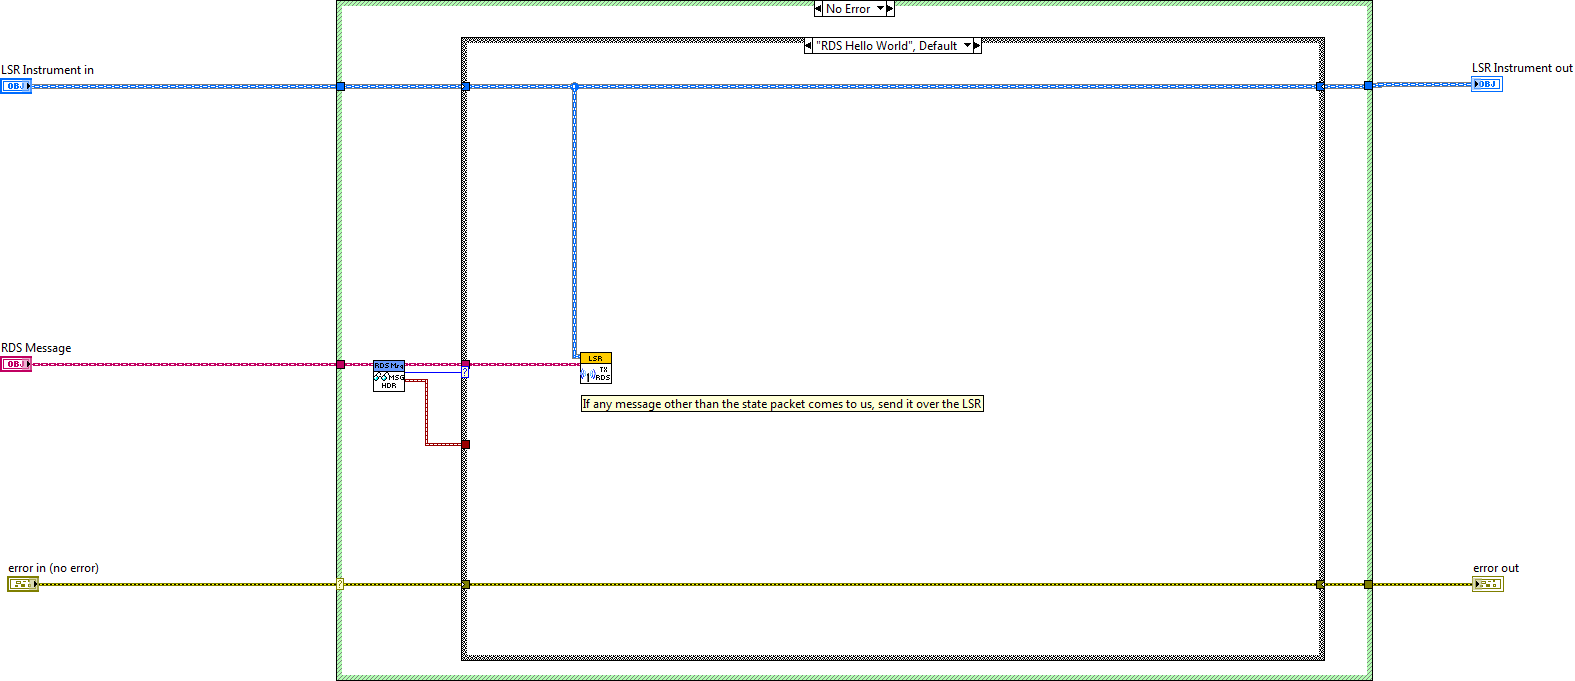 No Error
"RDS Hello World", Default
LSR Instrument in
OBJ
LSR Instrument out
OBJ
RDS Message
OBJ
RDS Msg
MSG
HDR
?
LSR
TX
RDS
If any message other than the state packet comes to us, send it over the LSR
error in (no error)
?
error out